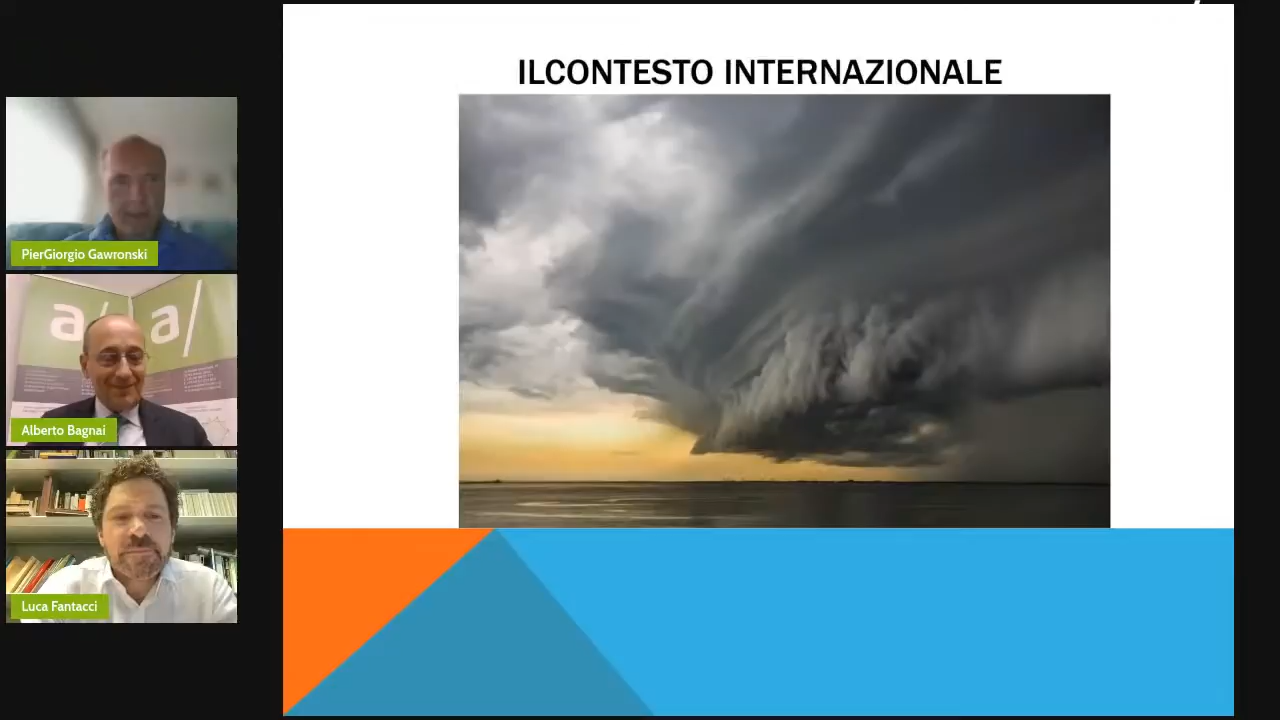 ILCONTESTO INTERNAZIONALE
PierGiorgio Gawronski
a/
a/
Alberto Bagnai
Luca Fantacci